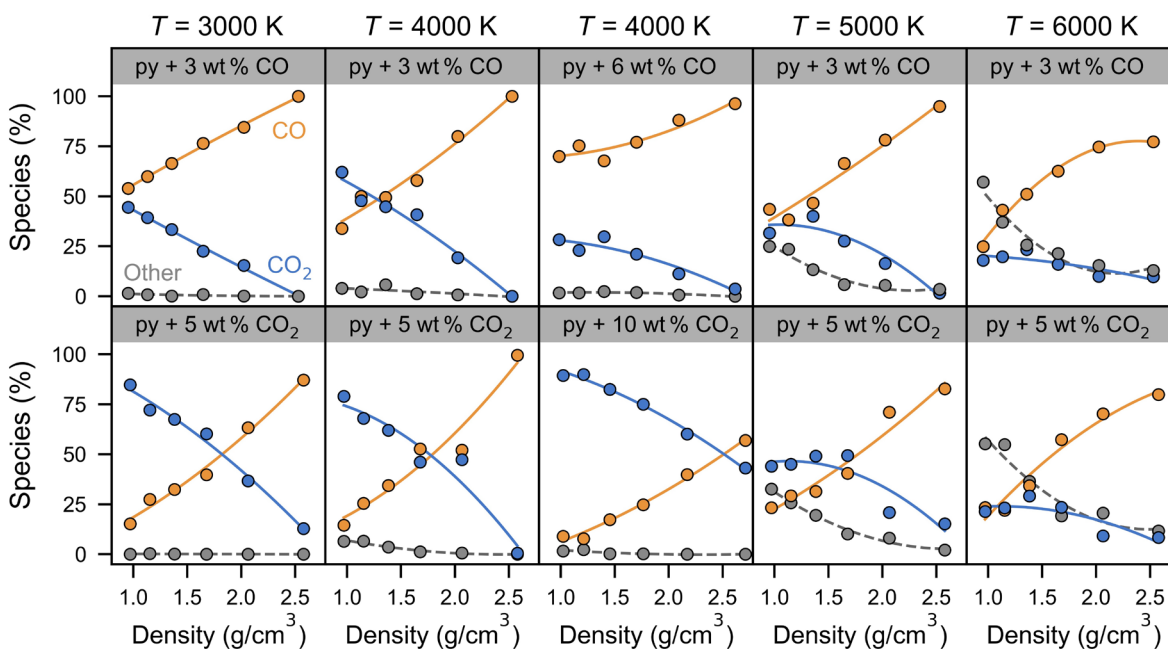 T = 3000 K T = 4000 K T = 4000 K T = 5000 K T = 6000 K
py + 3 wt % CO py + 3 wt % CO py + 6 wt % CO py + 3 wt % CO py + 3 wt % CO
Species (%)
100
75
50
25
0
CO
CO₂
Other
py + 5 wt % CO₂ py + 5 wt % CO₂ py + 10 wt % CO₂ py + 5 wt % CO₂ py + 5 wt % CO₂
Species (%)
100
75
50
25
0
1.0 1.5 2.0 2.5 1.0 1.5 2.0 2.5 1.0 1.5 2.0 2.5 1.0 1.5 2.0 2.5 1.0 1.5 2.0 2.5
Density (g/cm³) Density (g/cm³) Density (g/cm³) Density (g/cm³) Density (g/cm³)